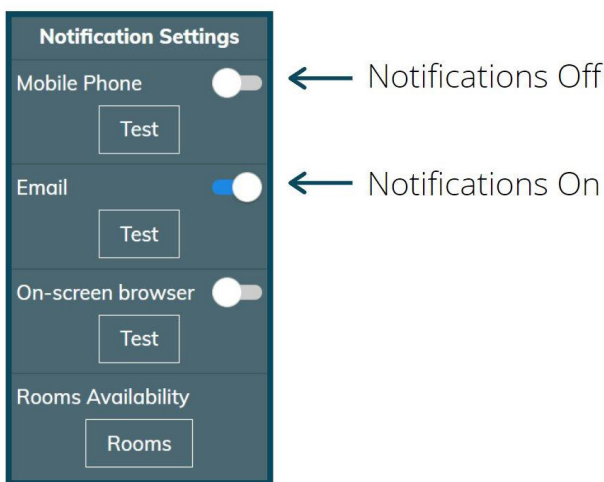 Notification Settings
Mobile Phone
Notifications Off
Test
Email
Notifications On
Test
On-screen browser
Test
Rooms Availability
Rooms